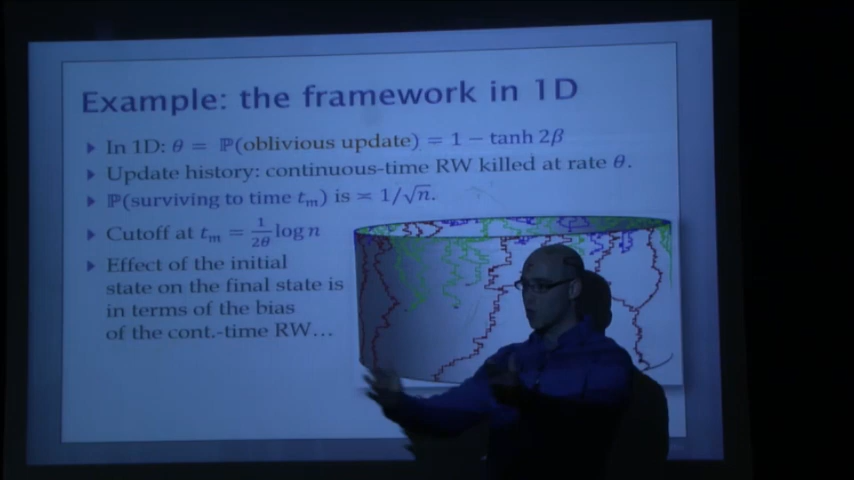 Example: the framework in 1D
In 1D: θ = ℙ(oblivious update) = 1 − tanh 2β
Update history: continuous-time RW killed at rate θ.
ℙ(surviving to time tₘ) is ≍ 1/√n.
Cutoff at tₘ = 1/2θ log n
Effect of the initial
state on the final state is
in terms of the bias
of the cont.-time RW…